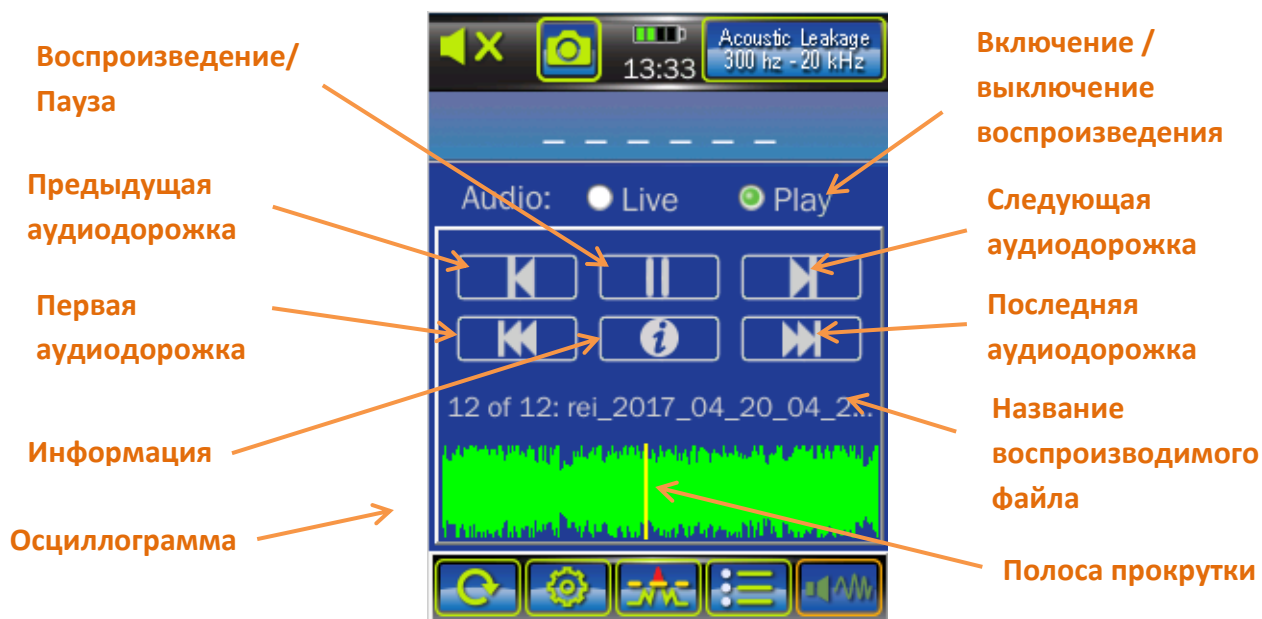 Воспроизведение/
Пауза
Предыдущая
аудиодорожка
Первая
аудиодорожка
Информация
Осциллограмма
13:33
Acoustic Leakage
300 hz - 20 kHz
Audio: Live Play
12 of 12: rei_2017_04_20_04_2...
Включение /
выключение
воспроизведения
Следующая
аудиодорожка
Последняя
аудиодорожка
Название
воспроизводимого
файла
Полоса прокрутки